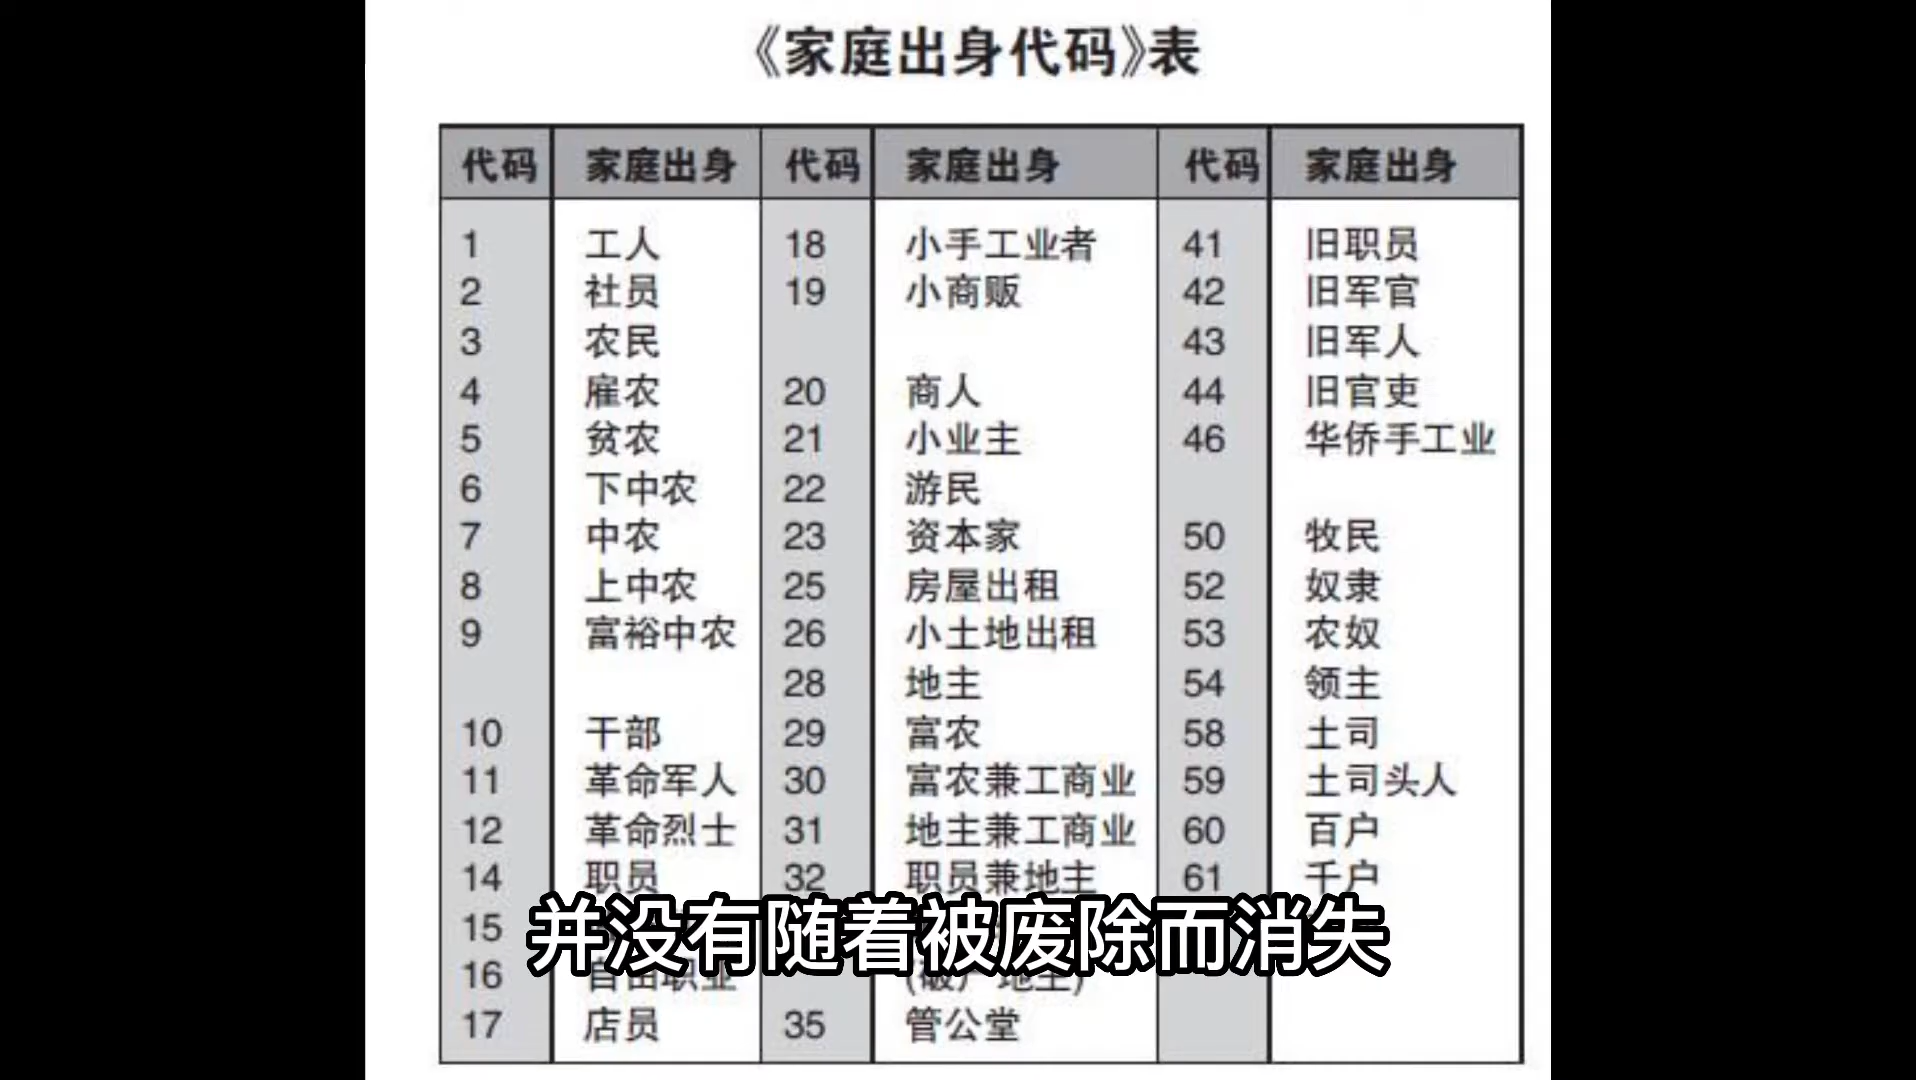 《家庭出身代码》表
代码 家庭出身 代码 家庭出身 代码 家庭出身
1 工人 18 小手工业者 41 旧职员
2 社员 19 小商贩 42 旧军官
3 农民 43 旧军人
4 雇农 20 商人 44 旧官吏
5 贫农 21 小业主 46 华侨手工业
6 下中农 22 游民
7 中农 23 资本家 50 牧民
8 上中农 25 房屋出租 52 奴隶
9 富裕中农 26 小土地出租 53 农奴
28 地主 54 领主
10 干部 29 富农 58 土司
11 革命军人 30 富农兼工商业 59 土司头人
12 革命烈士 31 地主兼工商业 60 百户
14 职员 32 职员兼地主 61 千户
15
16 自由职业 (破产地主)
17 店员 35 管公堂
并没有随着被废除而消失